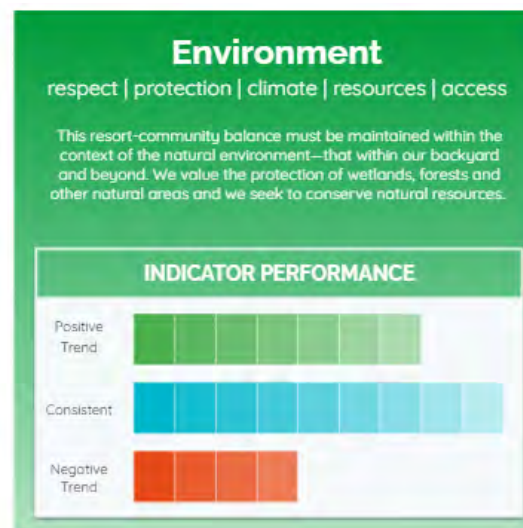 Environment
respect | protection | climate | resources | access
This resort-community balance must be maintained within the
context of the natural environment—that within our backyard
and beyond. We value the protection of wetlands, forests and
other natural areas and we seek to conserve natural resources.
INDICATOR PERFORMANCE
Positive
Trend
Consistent
Negative
Trend